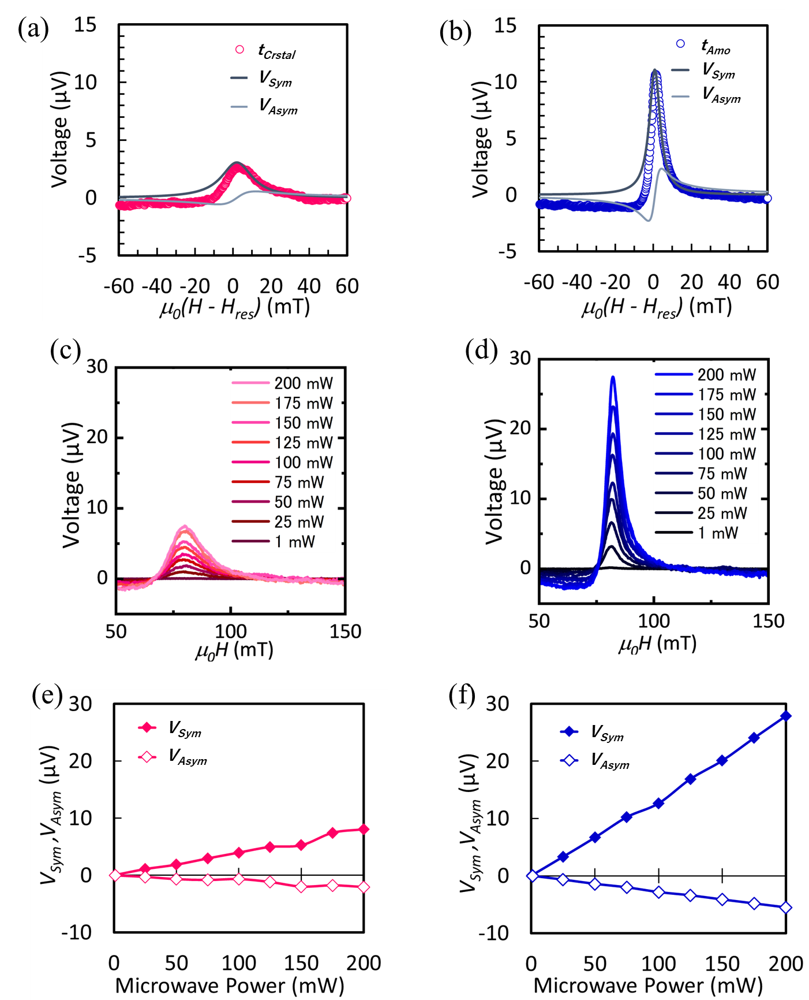 (a)
15
10
5
0
-5
Voltage (μV)
tCrstal
VSym
VAsym
-60 -40 -20 0 20 40 60
μ0(H - Hres) (mT)
(b)
15
10
5
0
-5
Voltage (μV)
tAmo
VSym
VAsym
-60 -40 -20 0 20 40 60
μ0(H - Hres) (mT)
(c)
30
20
10
0
Voltage (μV)
200 mW
175 mW
150 mW
125 mW
100 mW
75 mW
50 mW
25 mW
1 mW
50 100 150
μ0H (mT)
(d)
30
20
10
0
Voltage (μV)
200 mW
175 mW
150 mW
125 mW
100 mW
75 mW
50 mW
25 mW
1 mW
50 100 150
μ0H (mT)
(e)
30
20
10
0
-10
VSym,VAsym (μV)
VSym
VAsym
0 50 100 150 200
Microwave Power (mW)
(f)
30
20
10
0
-10
VSym,VAsym (μV)
VSym
VAsym
0 50 100 150 200
Microwave Power (mW)